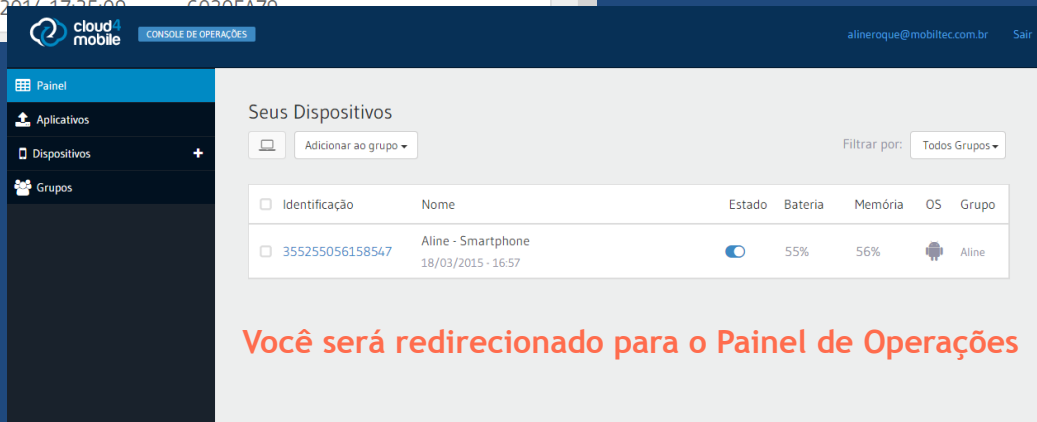 cloud4
mobile
CONSOLE DE OPERAÇÕES
alineroque@mobiltec.com.br
Sair
Painel
Aplicativos
Dispositivos +
Grupos
Seus Dispositivos
Adicionar ao grupo
Filtrar por: Todos Grupos
Identificação Nome Estado Bateria Memória OS Grupo
355255056158547 Aline - Smartphone 55% 56% Aline
18/03/2015 - 16:57
Você será redirecionado para o Painel de Operações